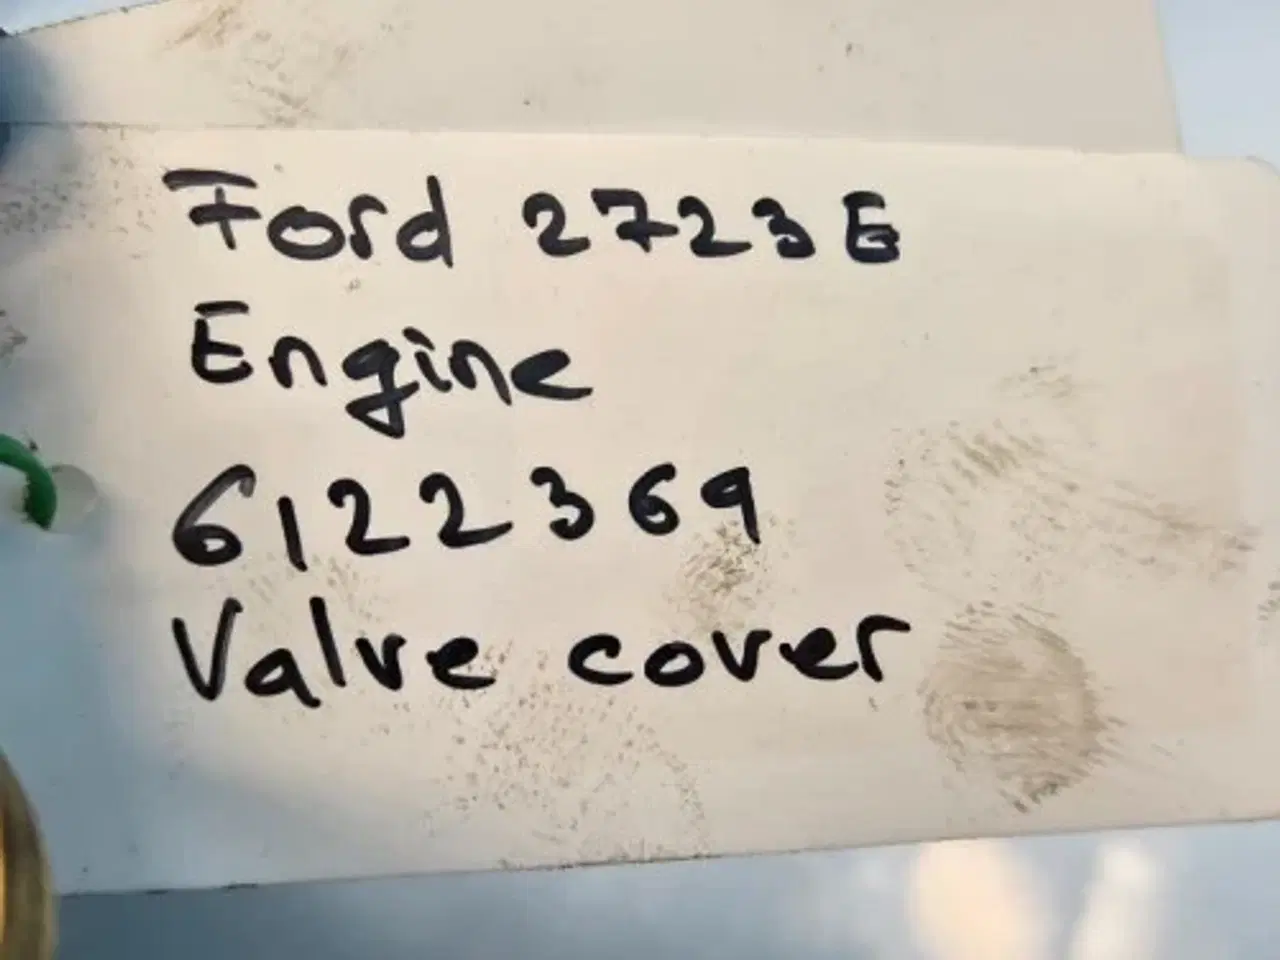 Ford 2723E
Engine
6122369
Valve cover